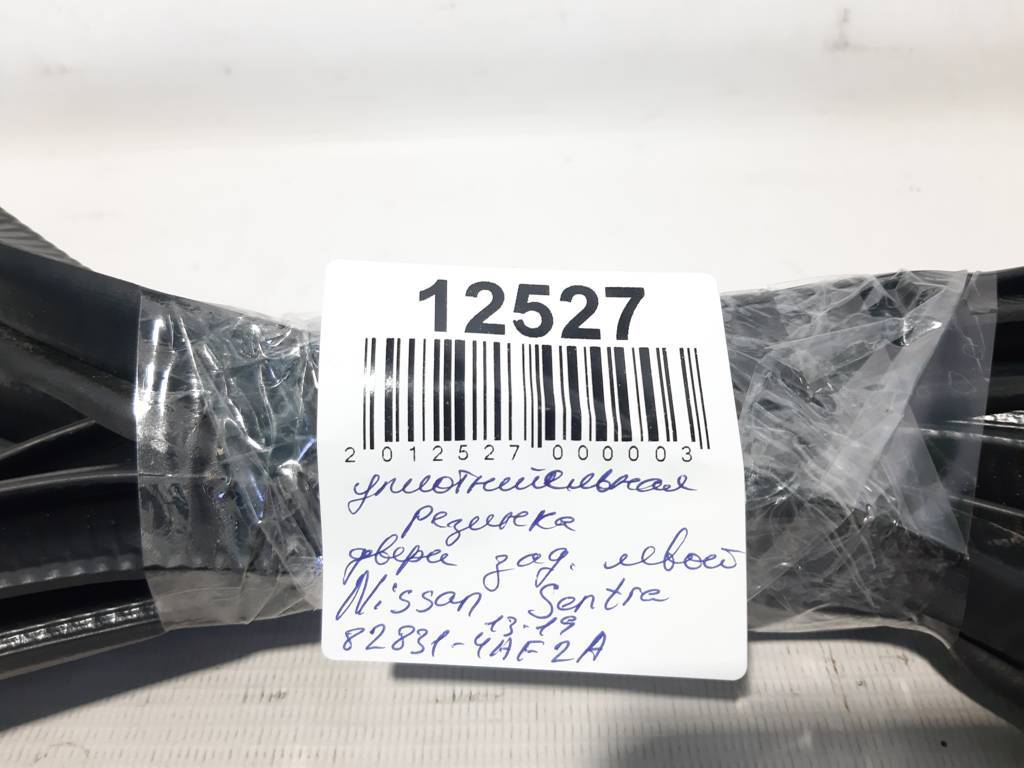 12527
2 012527 000003
уплотнительная
резинка
двери зад. левой
Nissan Sentra
13-19
82831-4AF2A